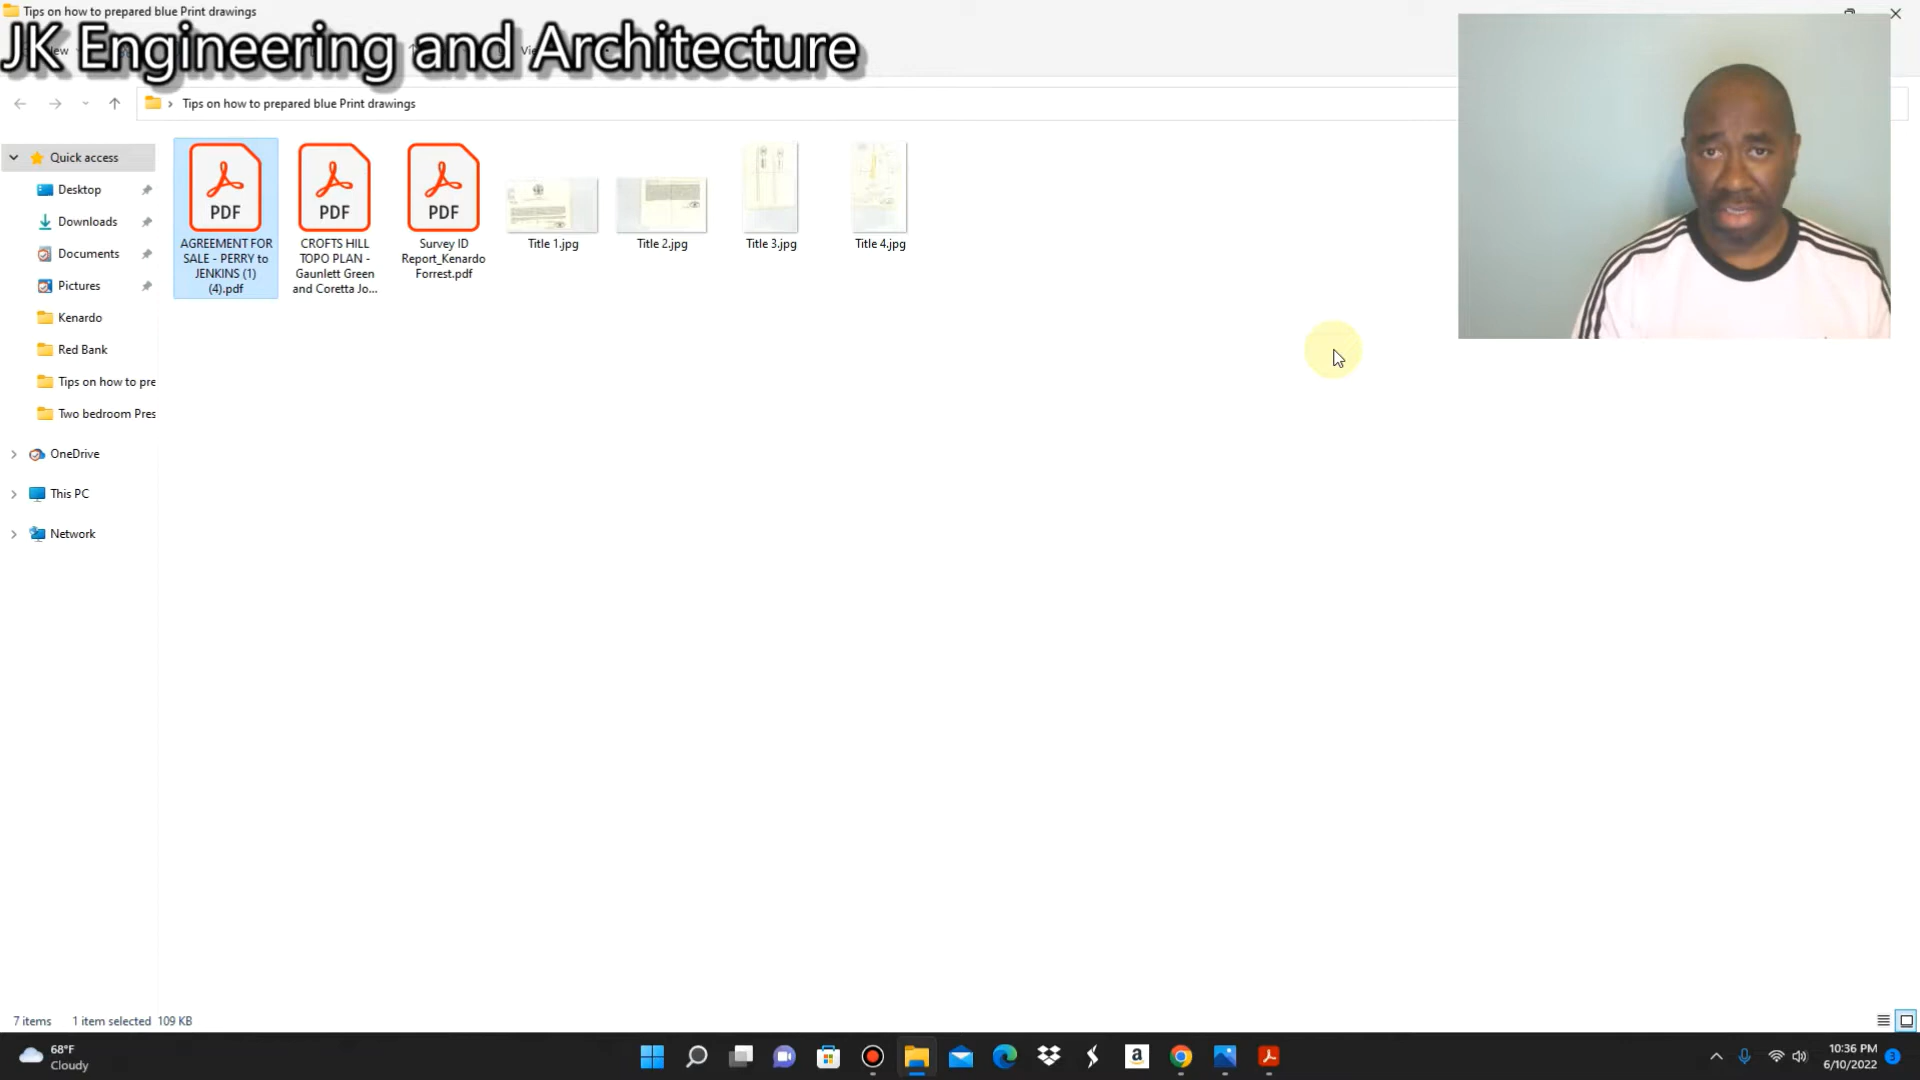 Tips on how to prepared blue Print drawings
JK Engineering and Architecture
Tips on how to prepared blue Print drawings
Quick access
Desktop
Downloads
Documents
Pictures
Kenardo
Red Bank
Tips on how to pre
Two bedroom Pres
OneDrive
This PC
Network
PDF
AGREEMENT FOR
SALE - PERRY to
JENKINS (1)
(4).pdf
PDF
CROFTS HILL
TOPO PLAN -
Gaunlett Green
and Coretta Jo...
PDF
Survey ID
Report_Kenardo
Forrest.pdf
Title 1.jpg
Title 2.jpg
Title 3.jpg
Title 4.jpg
7 items 1 item selected 109 KB
68°F
Cloudy
10:36 PM
6/10/2022
3